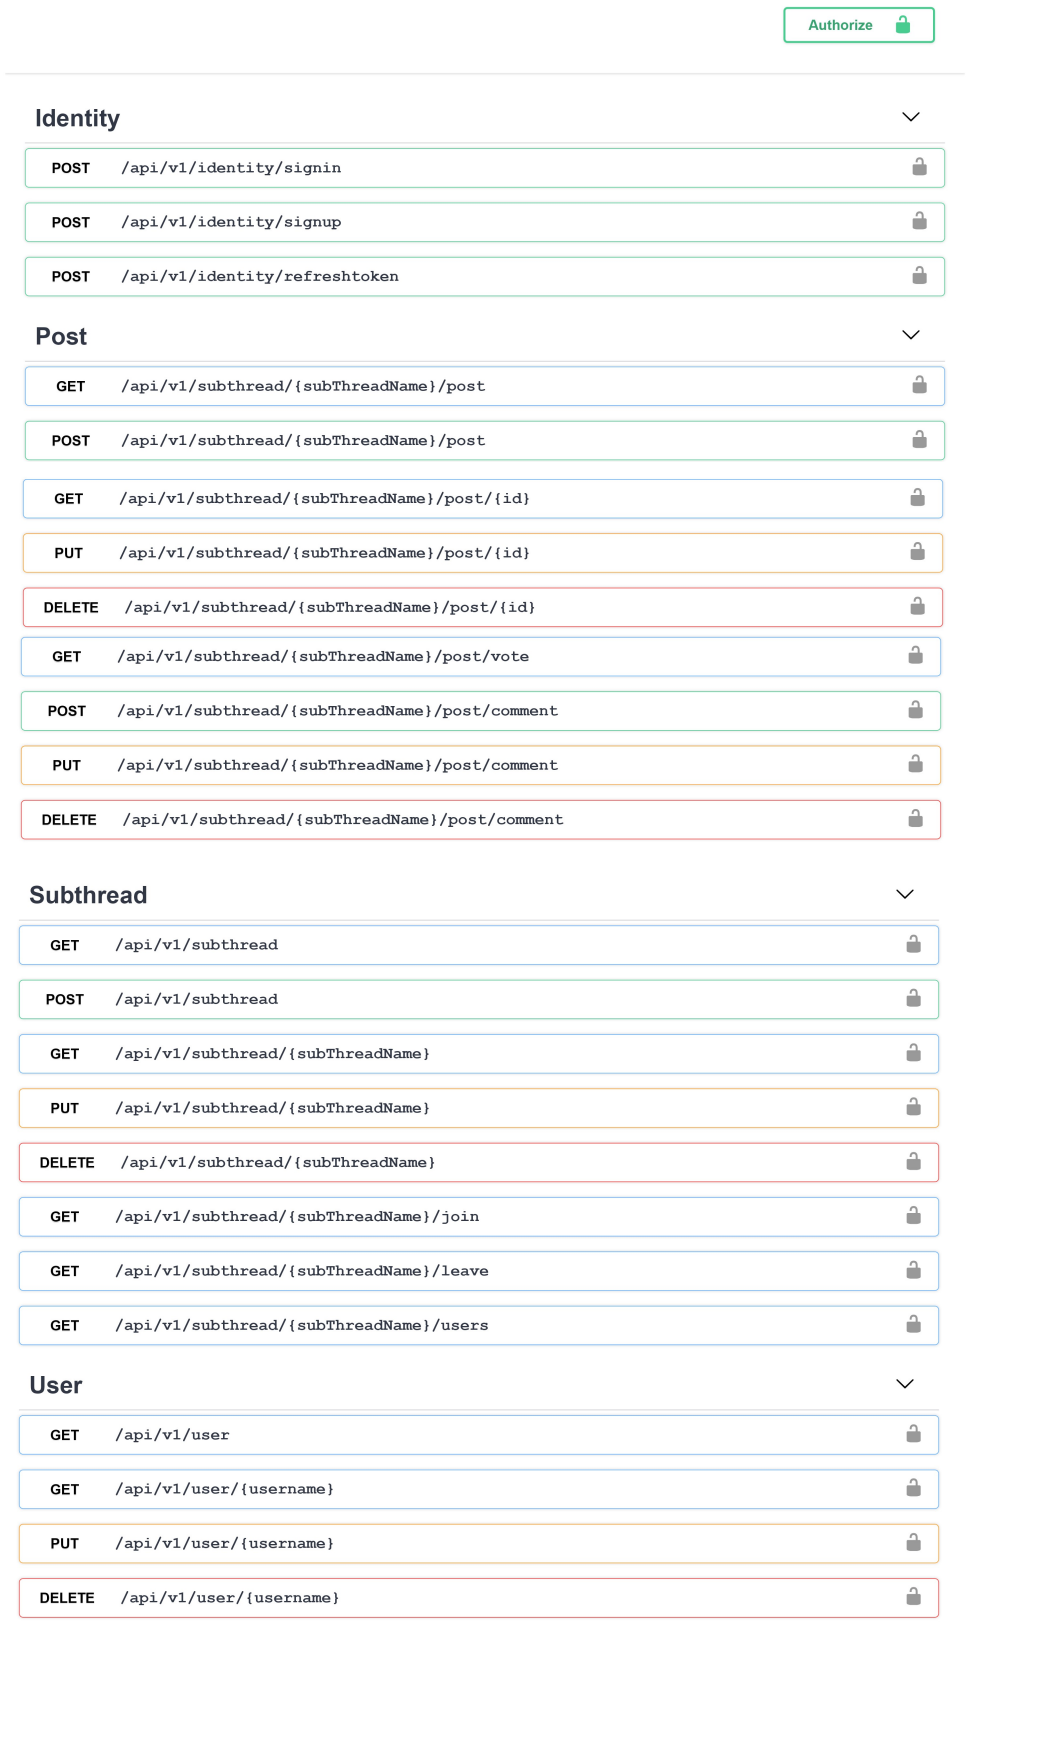 Authorize
Identity
POST /api/v1/identity/signin
POST /api/v1/identity/signup
POST /api/v1/identity/refreshtoken
Post
GET /api/v1/subthread/{subThreadName}/post
POST /api/v1/subthread/{subThreadName}/post
GET /api/v1/subthread/{subThreadName}/post/{id}
PUT /api/v1/subthread/{subThreadName}/post/{id}
DELETE /api/v1/subthread/{subThreadName}/post/{id}
GET /api/v1/subthread/{subThreadName}/post/vote
POST /api/v1/subthread/{subThreadName}/post/comment
PUT /api/v1/subthread/{subThreadName}/post/comment
DELETE /api/v1/subthread/{subThreadName}/post/comment
Subthread
GET /api/v1/subthread
POST /api/v1/subthread
GET /api/v1/subthread/{subThreadName}
PUT /api/v1/subthread/{subThreadName}
DELETE /api/v1/subthread/{subThreadName}
GET /api/v1/subthread/{subThreadName}/join
GET /api/v1/subthread/{subThreadName}/leave
GET /api/v1/subthread/{subThreadName}/users
User
GET /api/v1/user
GET /api/v1/user/{username}
PUT /api/v1/user/{username}
DELETE /api/v1/user/{username}